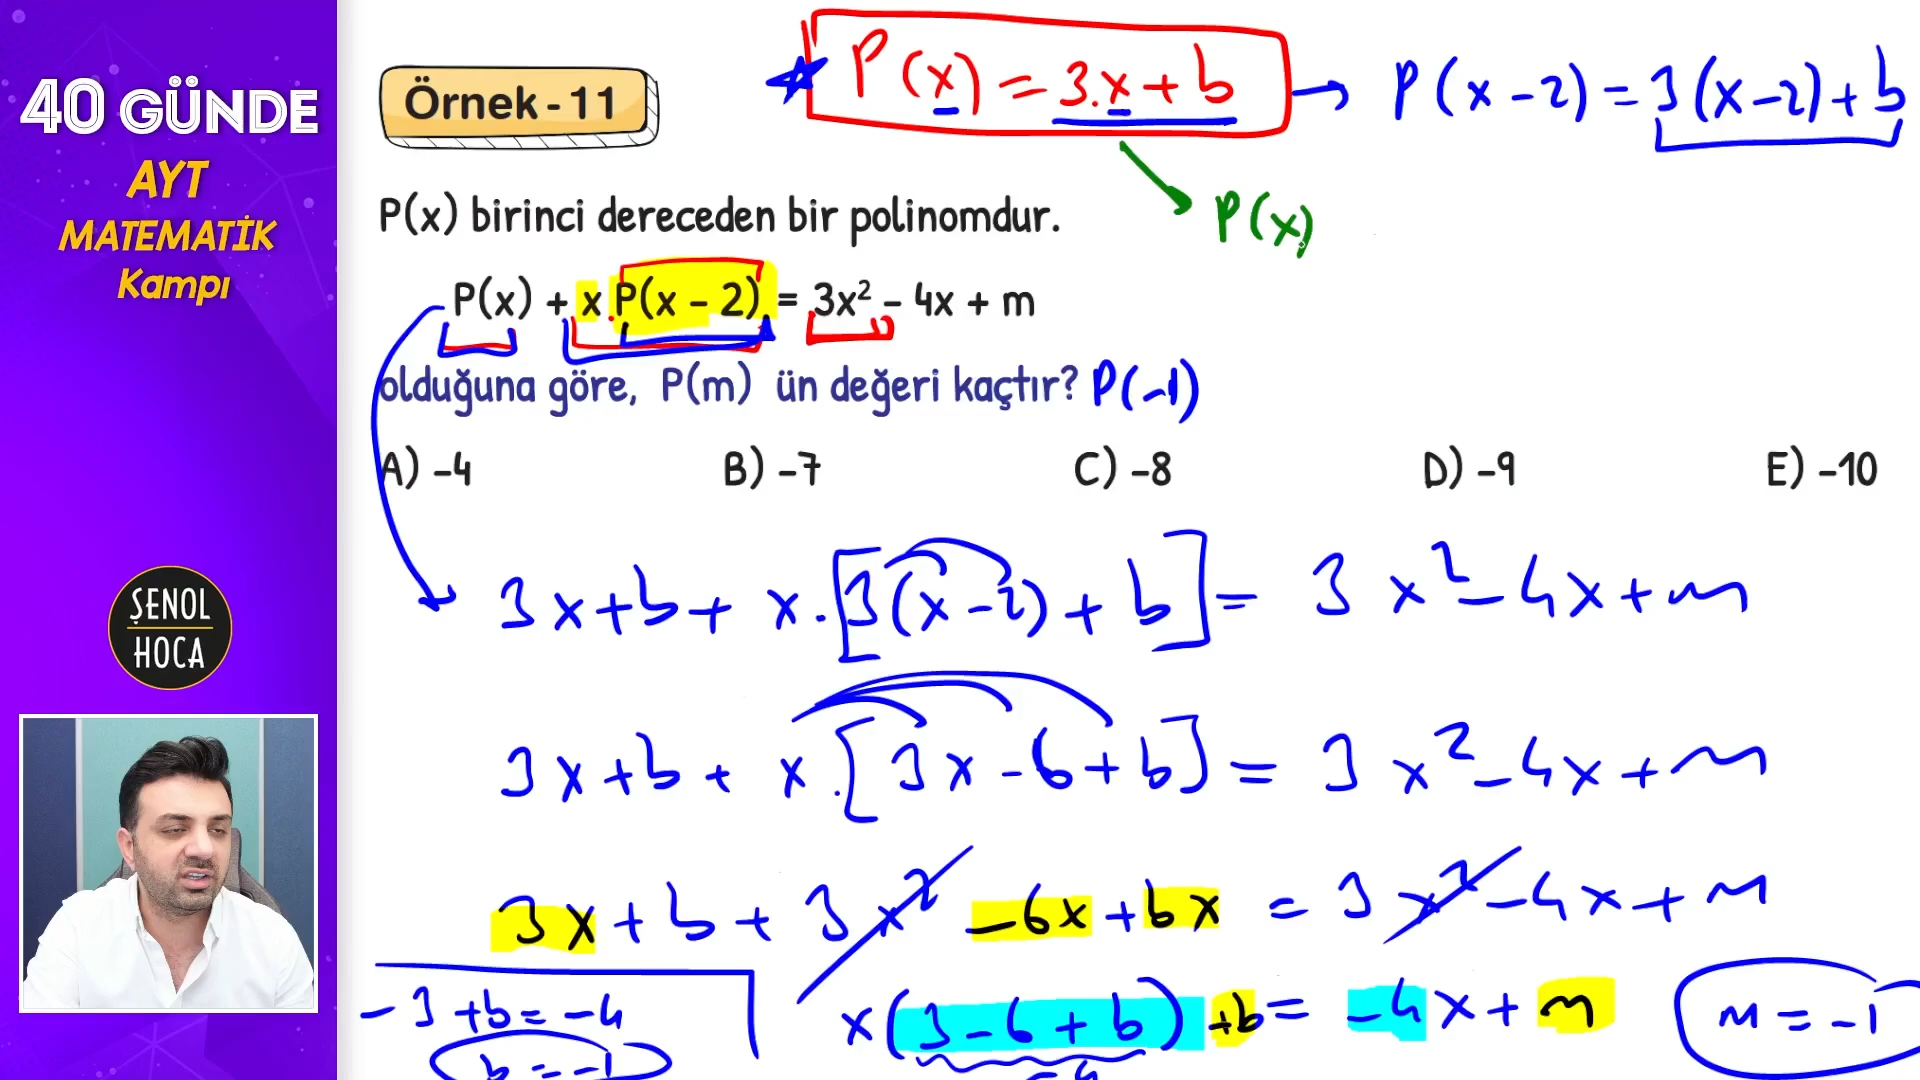 40 GÜNDE
AYT
MATEMATİK
Kampı
ŞENOL
HOCA
Örnek - 11
P(x) = 3.x + b → P(x-2) = 3(x-2) + b
P(x)
P(x) birinci dereceden bir polinomdur.
P(x) + x.P(x – 2) = 3x² – 4x + m
olduğuna göre, P(m) ün değeri kaçtır? P(-1)
A) –4 B) –7 C) –8 D) –9 E) –10
3x+b+ x.[3(x-2)+b] = 3x²-4x+m
3x+b+ x.[3x-6+b] = 3x²-4x+m
3x+b+3x² -6x+bx = 3x²-4x+m
x(3-6+b)+b = -4x+m
-4
-3+b=-4
b=-1
m=-1